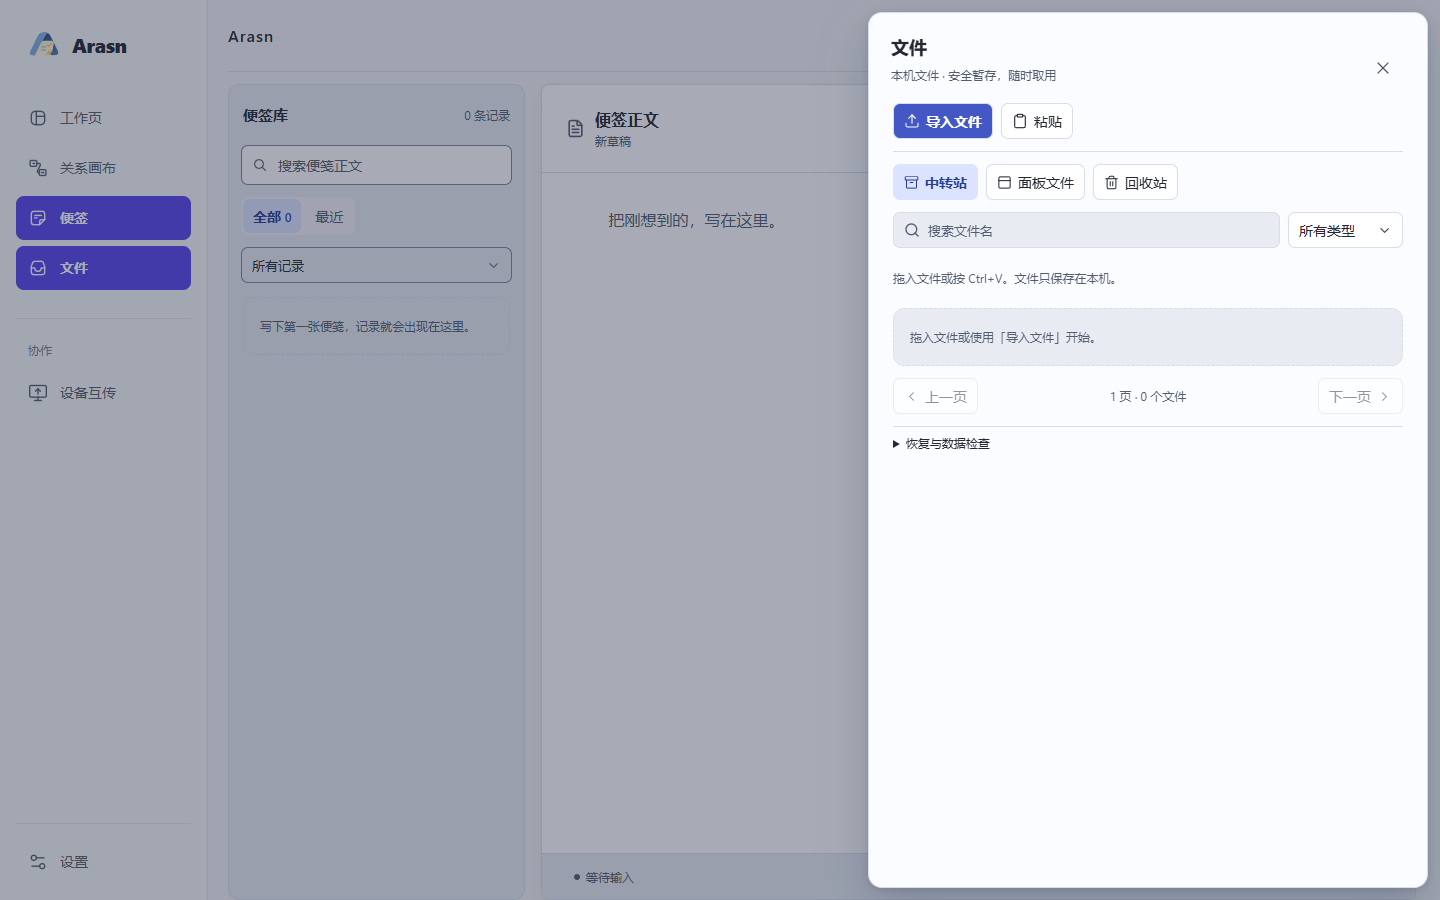 Arasn
工作页
关系画布
便签
文件
协作
设备互传
设置
Arasn
便签库
0 条记录
搜索便笺正文
全部 0
最近
所有记录
写下第一张便笺，记录就会出现在这里。
便签正文
新草稿
把刚想到的，写在这里。
等待输入
文件
本机文件 · 安全暂存，随时取用
导入文件
粘贴
中转站
面板文件
回收站
搜索文件名
所有类型
拖入文件或按 Ctrl+V。文件只保存在本机。
拖入文件或使用「导入文件」开始。
上一页
1 页 · 0 个文件
下一页
恢复与数据检查